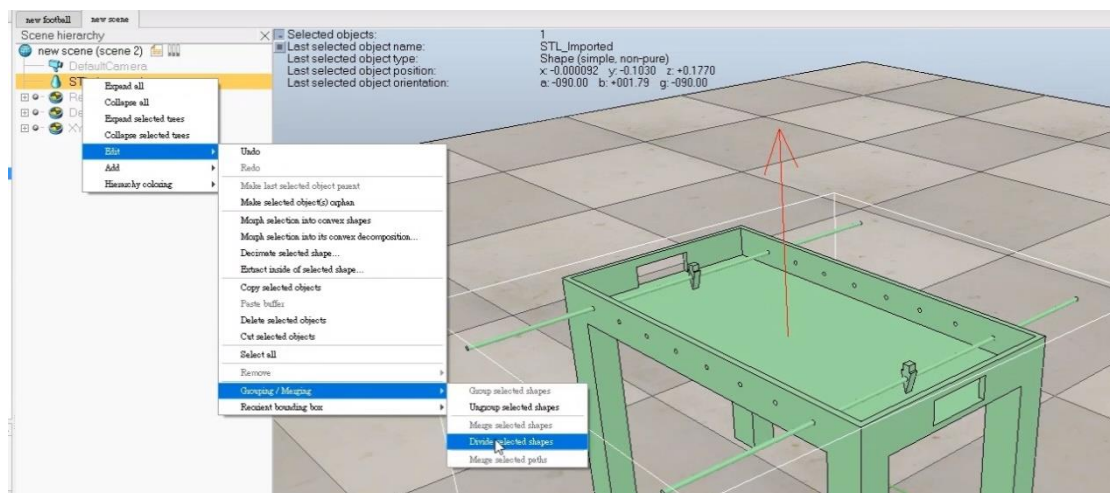 new football new scene
Scene hierarchy
new scene (scene 2)
DefaultCamera
ST
Re
De
Xy
Selected objects: 1
Last selected object name: STL_Imported
Last selected object type: Shape (simple, non-pure)
Last selected object position: x: -0.000092 y: -0.1030 z: +0.1770
Last selected object orientation: a: -090.00 b: +001.79 g: -090.00
Expand all
Collapse all
Expand selected trees
Collapse selected trees
Edit
Add
Hierarchy coloring
Undo
Redo
Make last selected object parent
Make selected object(s) orphan
Morph selection into convex shapes
Morph selection into its convex decomposition...
Decimate selected shape...
Extract inside of selected shape...
Copy selected objects
Paste buffer
Delete selected objects
Cut selected objects
Select all
Remove
Grouping / Merging
Reorient bounding box
Group selected shapes
Ungroup selected shapes
Merge selected shapes
Divide selected shapes
Merge selected paths